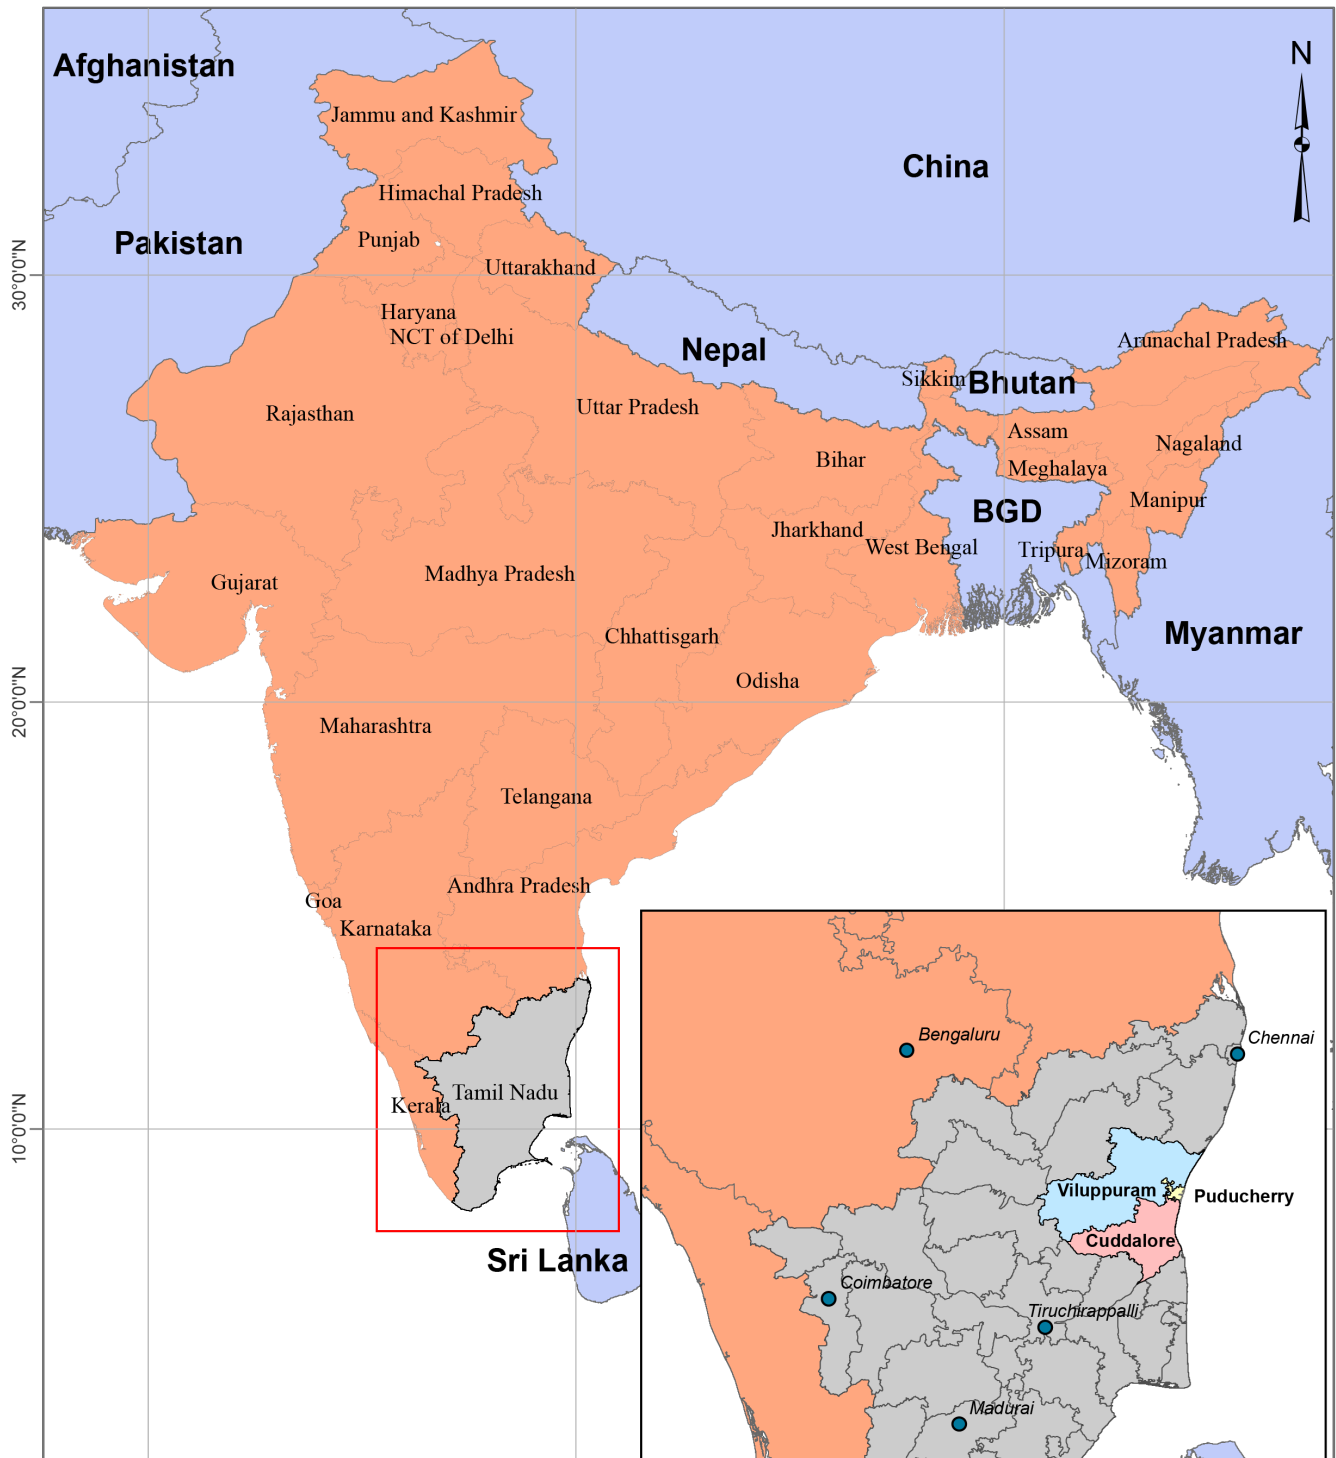 N
Afghanistan
Jammu and Kashmir
China
Himachal Pradesh
Pakistan
Punjab
Uttarakhand
30°0'0"N
Haryana
NCT of Delhi
Nepal
Arunachal Pradesh
Sikkim
Bhutan
Rajasthan
Uttar Pradesh
Assam
Nagaland
Bihar
Meghalaya
Manipur
BGD
Jharkhand
West Bengal
Tripura
Mizoram
Gujarat
Madhya Pradesh
Chhattisgarh
Myanmar
Odisha
20°0'0"N
Maharashtra
Telangana
Andhra Pradesh
Goa
Karnataka
Tamil Nadu
Kerala
10°0'0"N
Sri Lanka
Bengaluru
Chennai
Viluppuram
Puducherry
Cuddalore
Coimbatore
Tiruchirappalli
Madurai